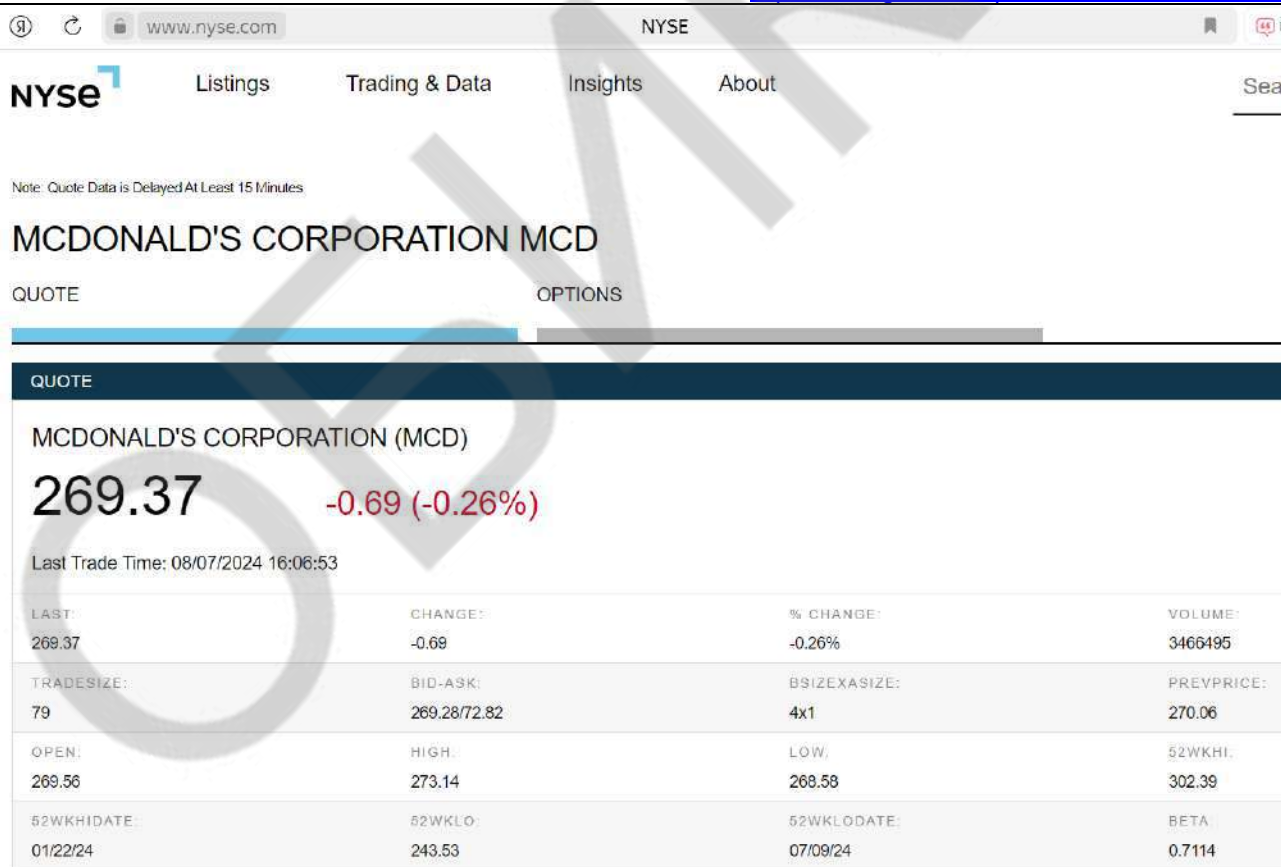 www.nyse.com NYSE
NYSE Listings Trading & Data Insights About Sea
Note: Quote Data is Delayed At Least 15 Minutes
MCDONALD'S CORPORATION MCD
QUOTE OPTIONS
QUOTE
MCDONALD'S CORPORATION (MCD)
269.37 -0.69 (-0.26%)
Last Trade Time: 08/07/2024 16:06:53
LAST: CHANGE: % CHANGE: VOLUME:
269.37 -0.69 -0.26% 3466495
TRADESIZE: BID-ASK: BSIZEXASIZE: PREVPRICE:
79 269.28/72.82 4x1 270.06
OPEN: HIGH: LOW: 52WKHI:
269.56 273.14 268.58 302.39
52WKHIDATE: 52WKLO: 52WKLODATE: BETA:
01/22/24 243.53 07/09/24 0.7114